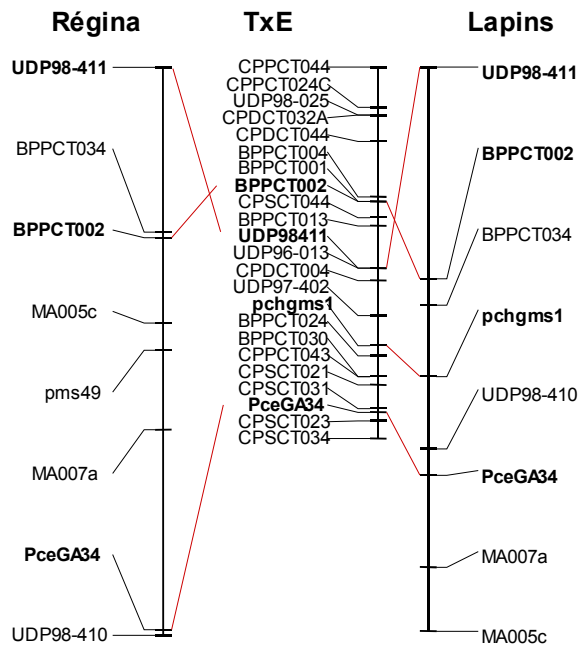 Régina
TxE
Lapins
UDP98-411
BPPCT034
BPPCT002
MA005c
pms49
MA007a
PceGA34
UDP98-410
CPPCT044
CPPCT024C
UDP98-025
CPDCT032A
CPDCT044
BPPCT004
BPPCT001
BPPCT002
CPSCT044
BPPCT013
UDP98411
UDP96-013
CPDCT004
UDP97-402
pchgms1
BPPCT024
BPPCT030
CPPCT043
CPSCT021
CPSCT031
PceGA34
CPSCT023
CPSCT034
UDP98-411
BPPCT002
BPPCT034
pchgms1
UDP98-410
PceGA34
MA007a
MA005c